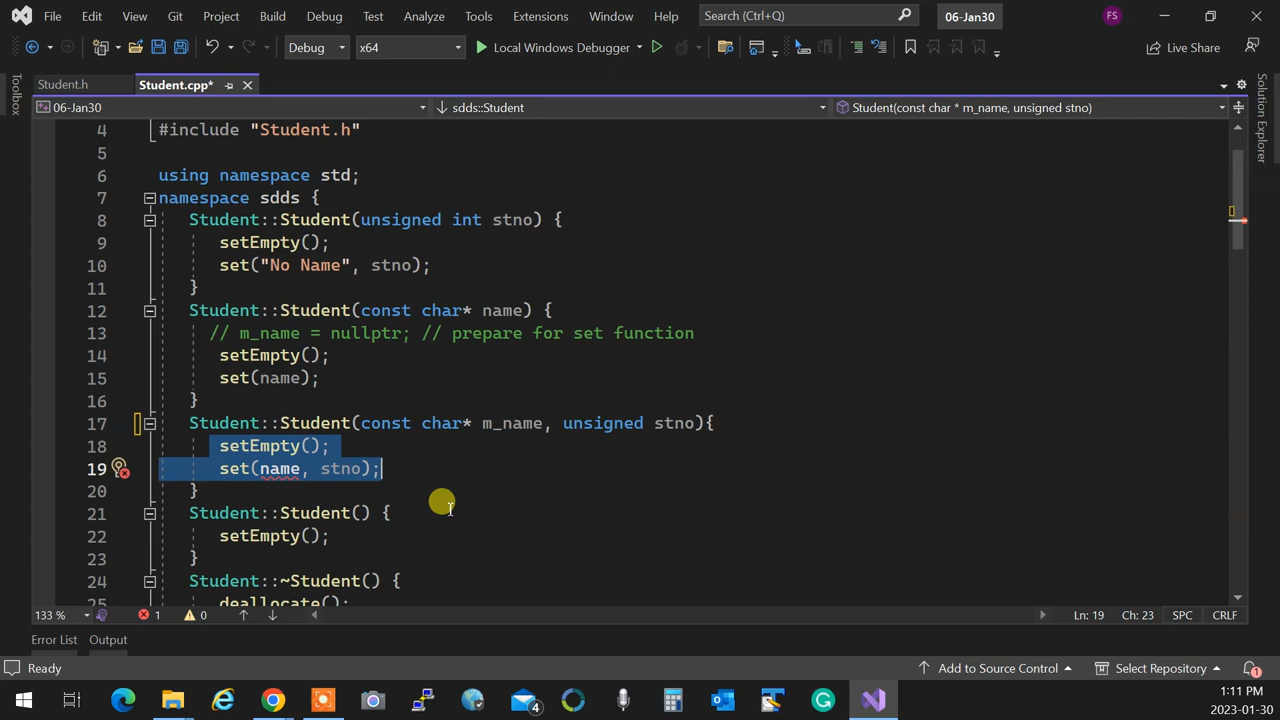 File Edit View Git Project Build Debug Test Analyze Tools Extensions Window Help Search (Ctrl+Q) 06-Jan30 FS
Debug x64 Local Windows Debugger Live Share
Student.h Student.cpp*
06-Jan30 sdds::Student Student(const char * m_name, unsigned stno)
Toolbox
Solution Explorer
4 #include "Student.h"
5
6 using namespace std;
7 namespace sdds {
8 Student::Student(unsigned int stno) {
9 setEmpty();
10 set("No Name", stno);
11 }
12 Student::Student(const char* name) {
13 // m_name = nullptr; // prepare for set function
14 setEmpty();
15 set(name);
16 }
17 Student::Student(const char* m_name, unsigned stno){
18 setEmpty();
19 set(name, stno);
20 }
21 Student::Student() {
22 setEmpty();
23 }
24 Student::~Student() {
25 deallocate();
133 % 1 0 Ln: 19 Ch: 23 SPC CRLF
Error List Output
Ready Add to Source Control Select Repository 1
4 1:11 PM
2023-01-30